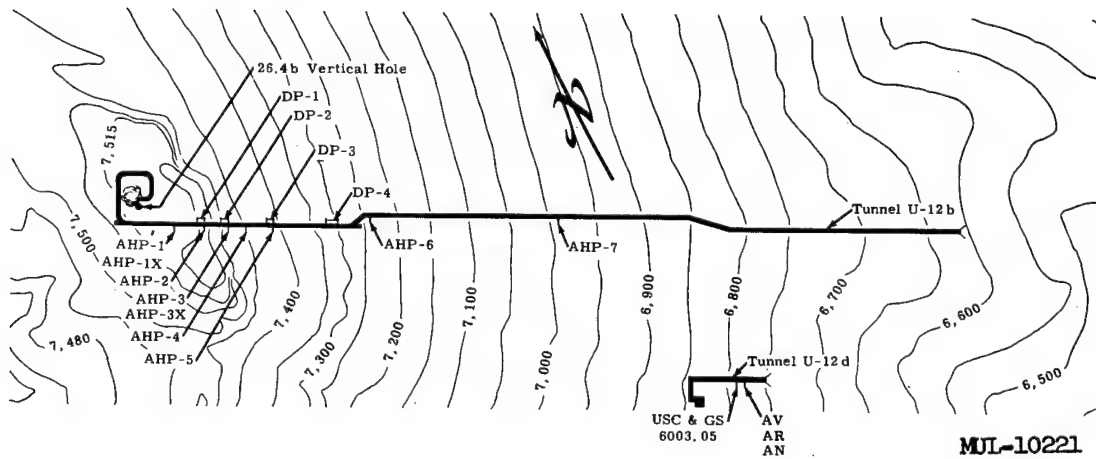 26.4b Vertical Hole
DP-1
DP-2
DP-3
DP-4
7,515
7,500
7,480
AHP-1
AHP-1X
AHP-2
AHP-3
AHP-3X
AHP-4
AHP-5
AHP-6
AHP-7
7,400
7,300
7,200
7,100
7,000
6,900
6,800
6,700
6,600
6,500
N
Tunnel U-12b
Tunnel U-12d
USC & GS
6003.05
AV
AR
AN
MUL-10221